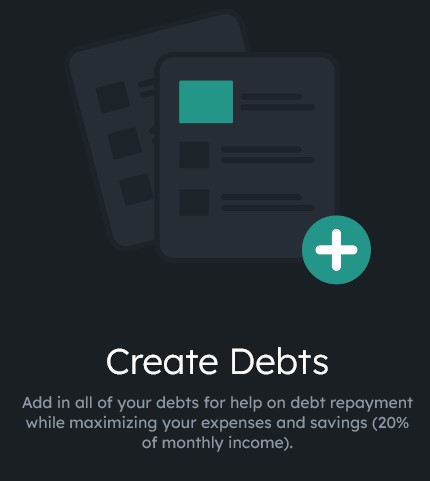 Create Debts
Add in all of your debts for help on debt repayment
while maximizing your expenses and savings (20%
of monthly income).